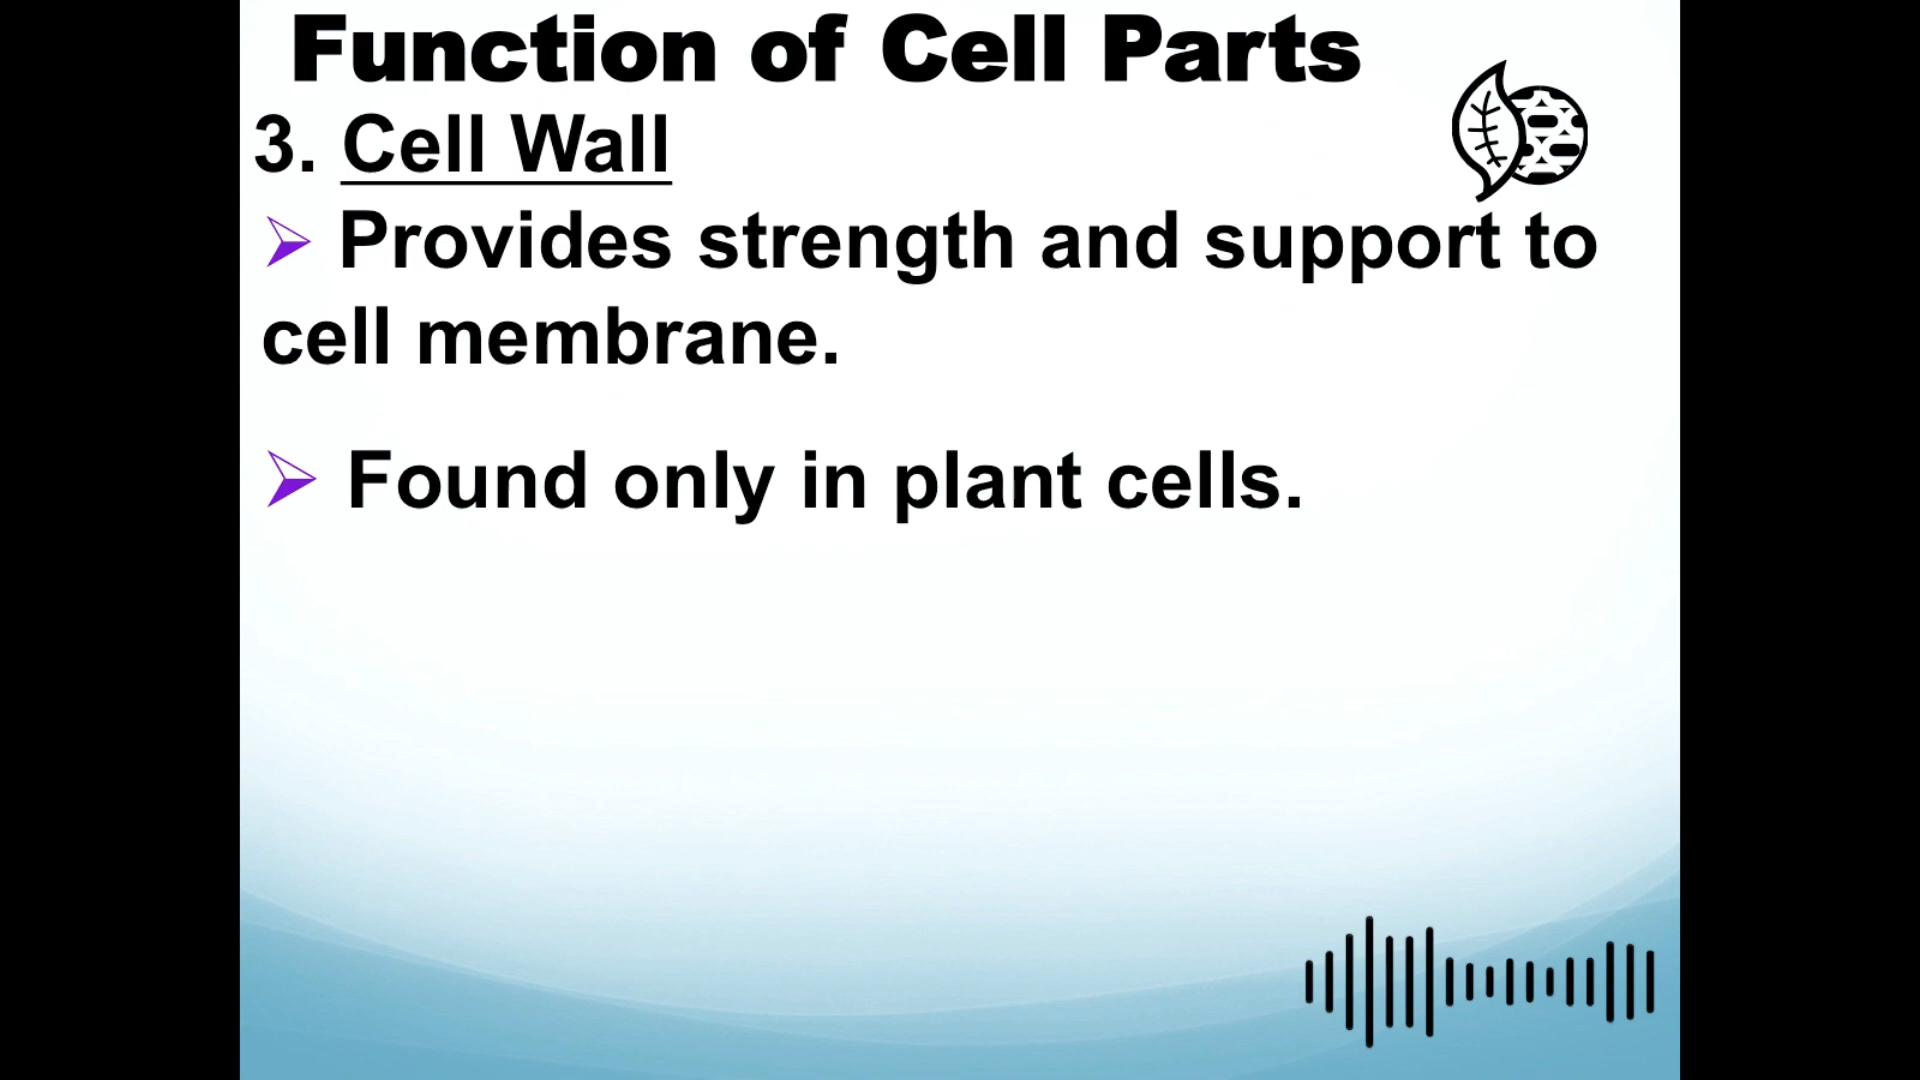 Function of Cell Parts
3. Cell Wall
Provides strength and support to
cell membrane.
Found only in plant cells.